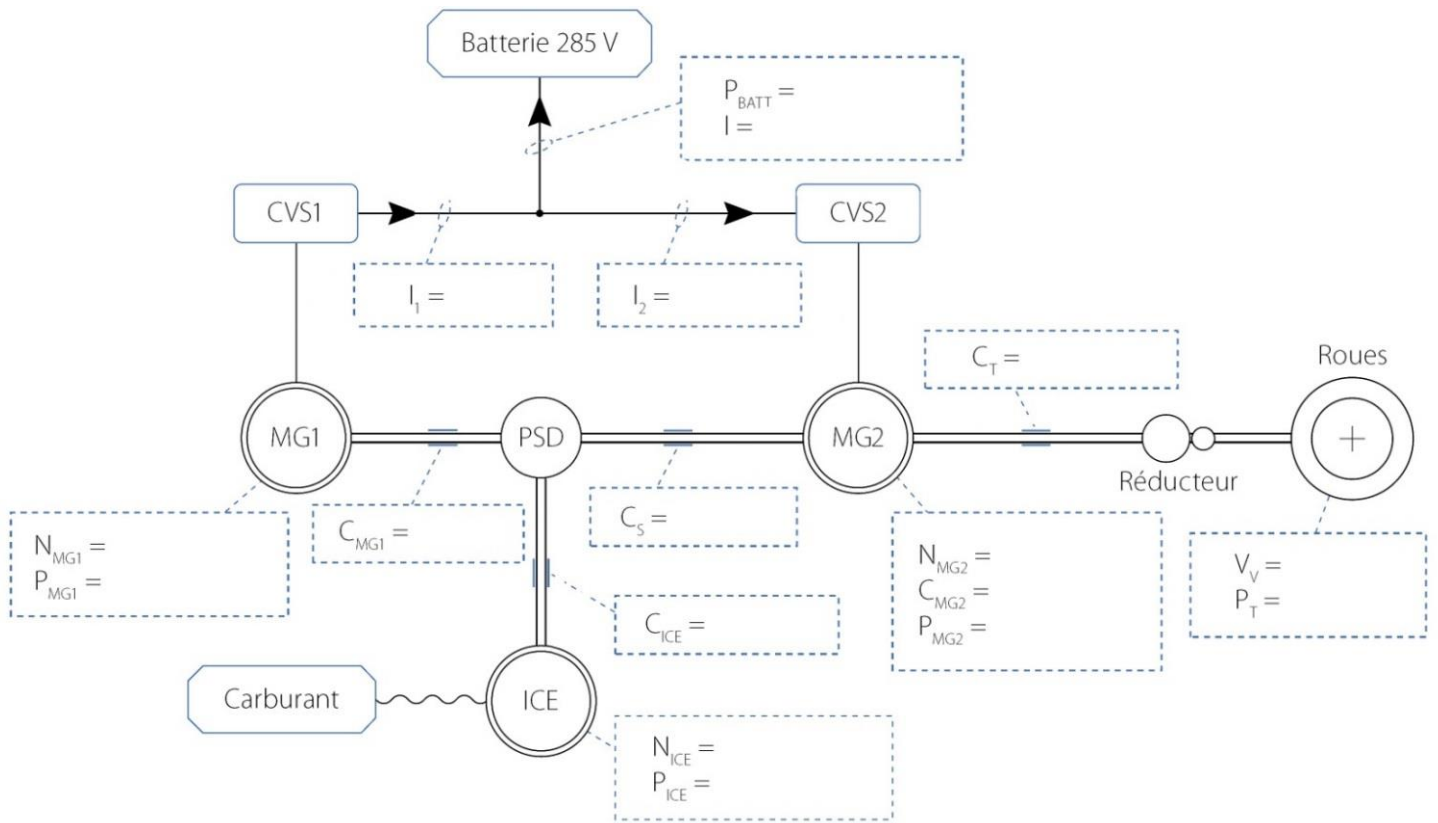 Batterie 285 V
P_BATT =
I =
CVS1
CVS2
I_1 =
I_2 =
C_T =
Roues
MG1
PSD
MG2
Réducteur
N_MG1 =
P_MG1 =
C_MG1 =
C_S =
N_MG2 =
C_MG2 =
P_MG2 =
V_V =
P_T =
C_ICE =
Carburant
ICE
N_ICE =
P_ICE =